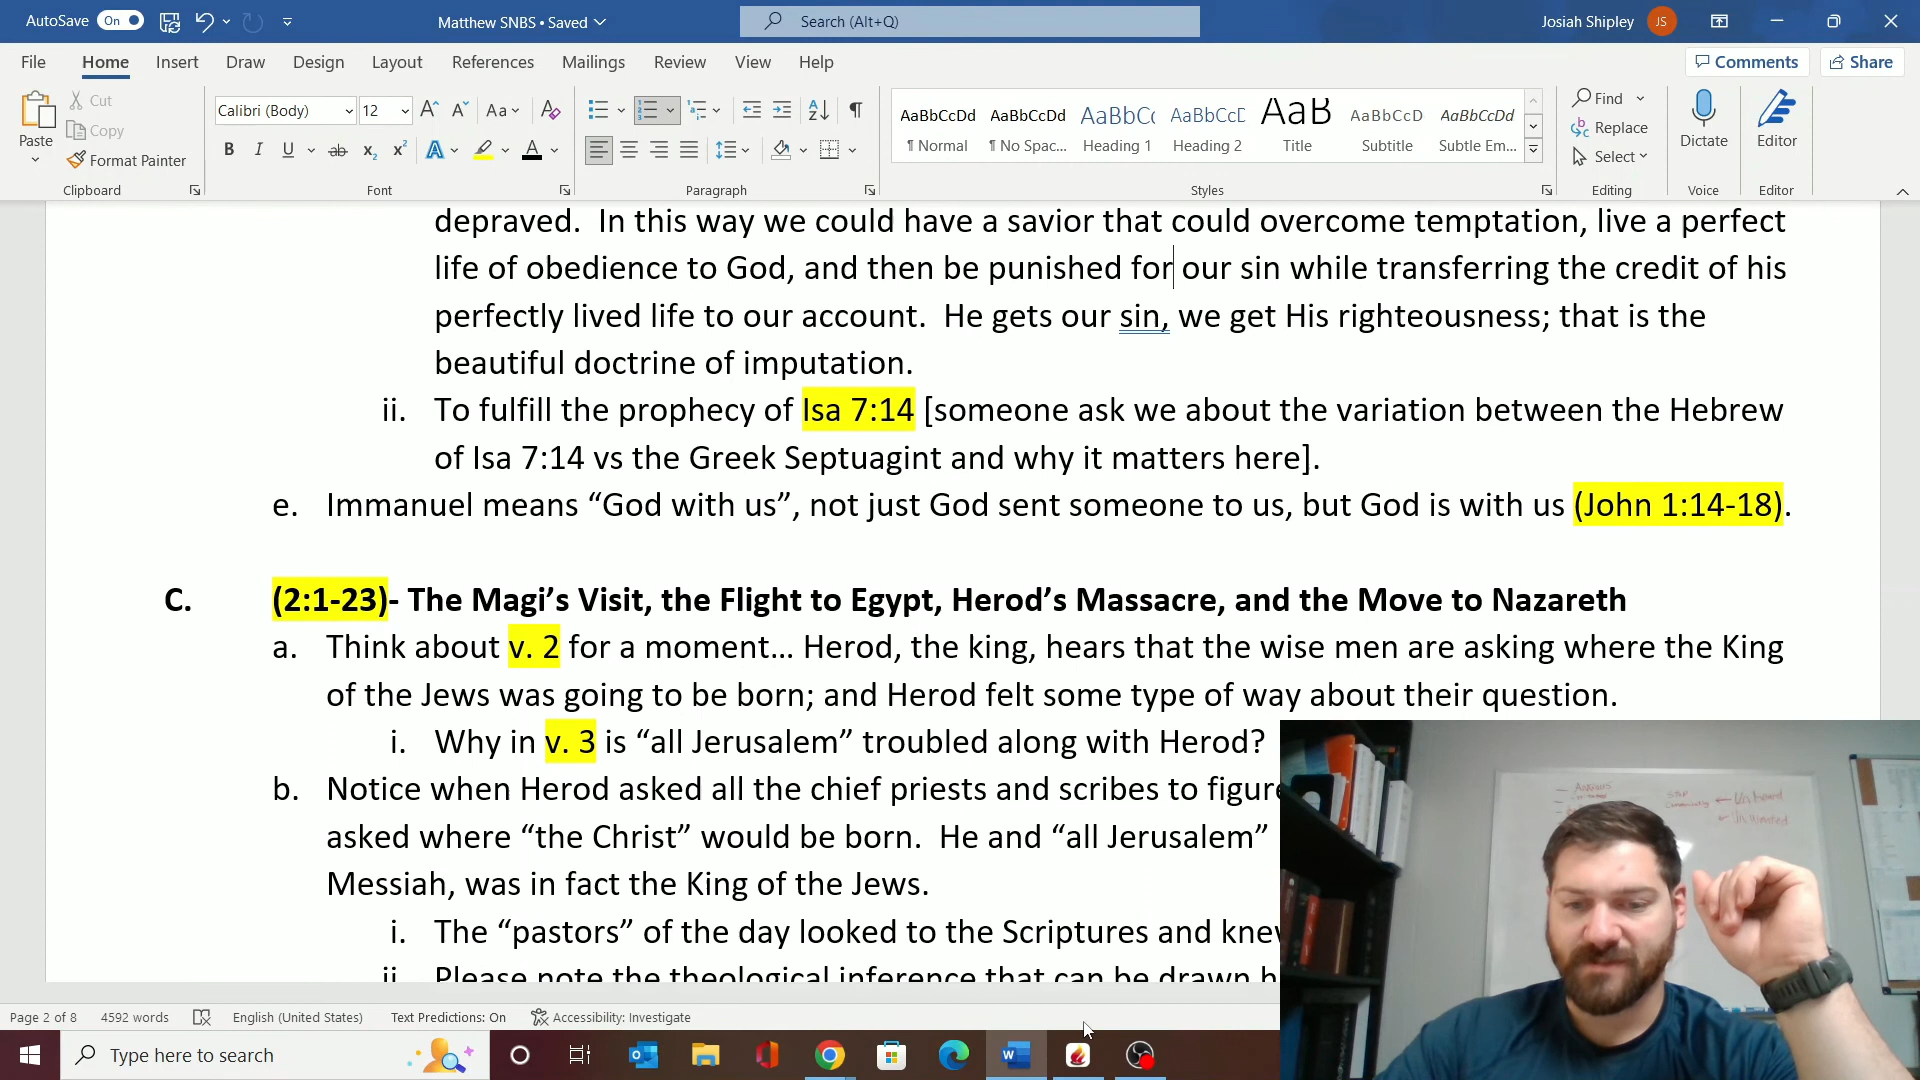 AutoSave On
Matthew SNBS • Saved
Search (Alt+Q)
Josiah Shipley JS
File Home Insert Draw Design Layout References Mailings Review View Help Comments Share
Paste Cut Copy Format Painter Clipboard
Calibri (Body) 12 Font
Paragraph
AaBbCcDd AaBbCcDd AaBbCc AaBbCcD AaB AaBbCcD AaBbCcDd
¶ Normal ¶ No Spac... Heading 1 Heading 2 Title Subtitle Subtle Em...
Styles
Find Replace Select Editing
Dictate Voice
Editor Editor
depraved. In this way we could have a savior that could overcome temptation, live a perfect
life of obedience to God, and then be punished for our sin while transferring the credit of his
perfectly lived life to our account. He gets our sin, we get His righteousness; that is the
beautiful doctrine of imputation.
ii. To fulfill the prophecy of Isa 7:14 [someone ask we about the variation between the Hebrew
of Isa 7:14 vs the Greek Septuagint and why it matters here].
e. Immanuel means “God with us”, not just God sent someone to us, but God is with us (John 1:14-18).
C. (2:1-23)- The Magi’s Visit, the Flight to Egypt, Herod’s Massacre, and the Move to Nazareth
a. Think about v. 2 for a moment… Herod, the king, hears that the wise men are asking where the King
of the Jews was going to be born; and Herod felt some type of way about their question.
i. Why in v. 3 is “all Jerusalem” troubled along with Herod?
b. Notice when Herod asked all the chief priests and scribes to figure
asked where “the Christ” would be born. He and “all Jerusalem”
Messiah, was in fact the King of the Jews.
i. The “pastors” of the day looked to the Scriptures and knew
ii. Please note the theological inference that can be drawn h
Page 2 of 8 4592 words English (United States) Text Predictions: On Accessibility: Investigate
Type here to search